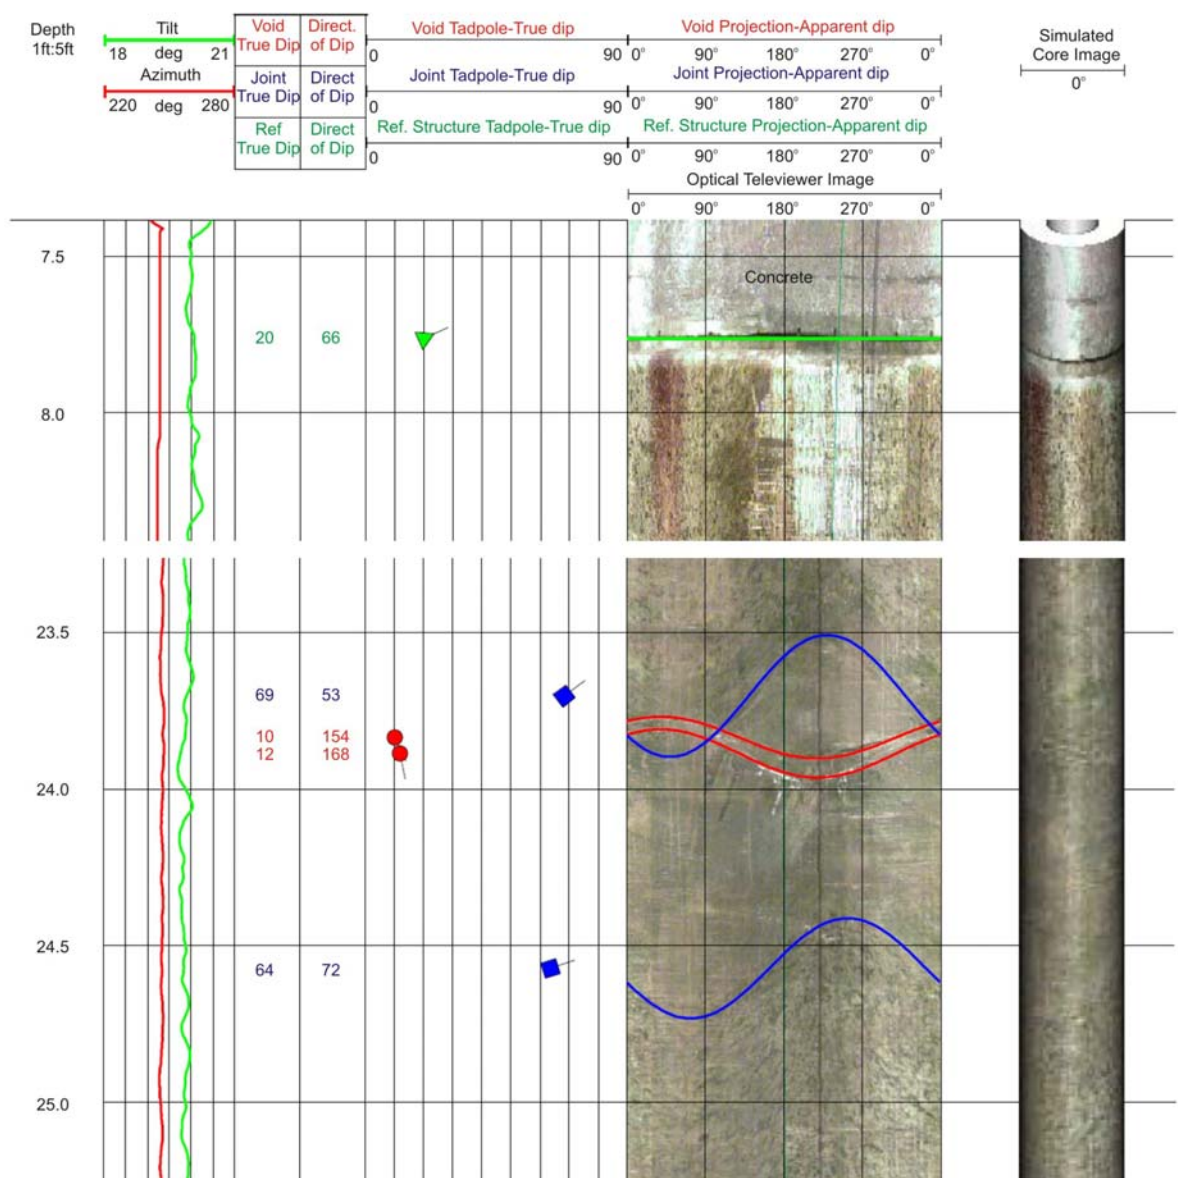 Depth
1ft:5ft
Tilt
18 deg 21
Azimuth
220 deg 280
Void True Dip
Direct. of Dip
Joint True Dip
Direct of Dip
Ref True Dip
Direct of Dip
Void Tadpole-True dip
0 90
Joint Tadpole-True dip
0 90
Ref. Structure Tadpole-True dip
0 90
Void Projection-Apparent dip
0° 90° 180° 270° 0°
Joint Projection-Apparent dip
0° 90° 180° 270° 0°
Ref. Structure Projection-Apparent dip
0° 90° 180° 270° 0°
Optical Televiewer Image
0° 90° 180° 270° 0°
Simulated
Core Image
0°
7.5
Concrete
20 66
8.0
23.5
69 53
10 154
12 168
24.0
24.5
64 72
25.0